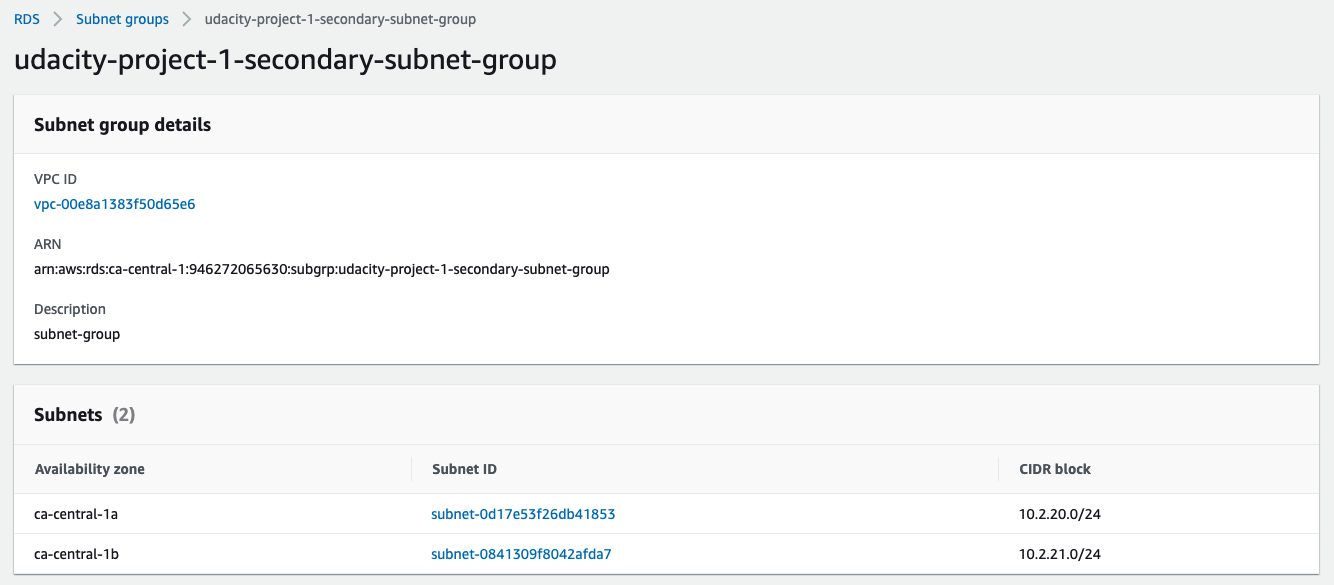 RDS > Subnet groups > udacity-project-1-secondary-subnet-group
udacity-project-1-secondary-subnet-group
Subnet group details
VPC ID
vpc-00e8a1383f50d65e6
ARN
arn:aws:rds:ca-central-1:946272065630:subgrp:udacity-project-1-secondary-subnet-group
Description
subnet-group
Subnets (2)
Availability zone Subnet ID CIDR block
ca-central-1a subnet-0d17e53f26db41853 10.2.20.0/24
ca-central-1b subnet-0841309f8042afda7 10.2.21.0/24